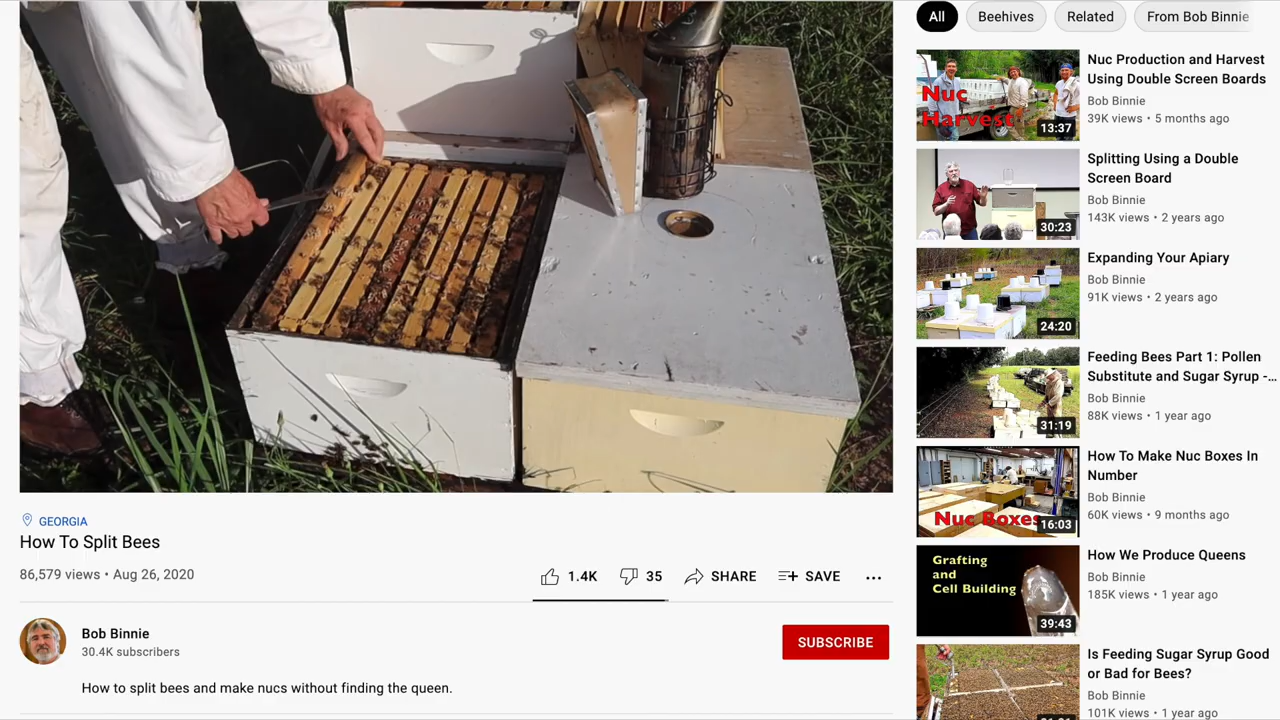 GEORGIA
How To Split Bees
86,579 views • Aug 26, 2020
1.4K
35
SHARE
SAVE
Bob Binnie
30.4K subscribers
SUBSCRIBE
How to split bees and make nucs without finding the queen.
All
Beehives
Related
From Bob Binnie
Nuc
Harvest
13:37
Nuc Production and Harvest
Using Double Screen Boards
Bob Binnie
39K views • 5 months ago
30:23
Splitting Using a Double
Screen Board
Bob Binnie
143K views • 2 years ago
24:20
Expanding Your Apiary
Bob Binnie
91K views • 2 years ago
31:19
Feeding Bees Part 1: Pollen
Substitute and Sugar Syrup -...
Bob Binnie
88K views • 1 year ago
Nuc Boxes
16:03
How To Make Nuc Boxes In
Number
Bob Binnie
60K views • 9 months ago
Grafting
and
Cell Building
39:43
How We Produce Queens
Bob Binnie
185K views • 1 year ago
Is Feeding Sugar Syrup Good
or Bad for Bees?
Bob Binnie
101K views • 1 year ago